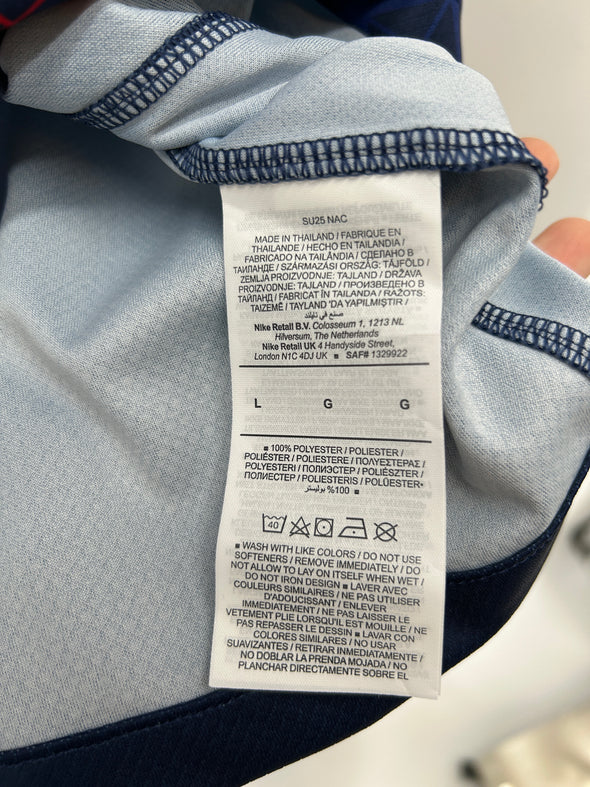 SU25 NAC
MADE IN THAILAND / FABRIQUE EN
THAILANDE / HECHO EN TAILANDIA /
FABRICADO NA TAILÂNDIA / СДЕЛАНО В
ТАИЛАНДЕ / SZÁRMAZÁSI ORSZÁG: TÁJFÖLD /
ZEMLJA PROIZVODNJE: TAJLAND / DRŽAVA
PROIZVODNJE: TAJLAND / ПРОИЗВЕДЕНО В
ТАЙЛАНД / FABRICAT ÎN TAILANDA / RAŽOTS:
TAIZEMĒ / TAYLAND 'DA YAPILMIŞTIR /
صنع في تايلند
Nike Retail B.V. Colosseum 1, 1213 NL
Hilversum, The Netherlands
Nike Retail UK 4 Handyside Street,
London N1C 4DJ UK ■ SAF# 1329922
L G G
■ 100% POLYESTER / POLIESTER /
POLIÉSTER / POLIESTERE / ΠΟΛΥΕΣΤΕΡΑΣ /
POLYESTERI / ПОЛИЭСТЕР / POLIÉSZTER /
ПОЛИЕСТЕР / POLIESTERIS / POLÜESTER*
100% بوليستر
40
■ WASH WITH LIKE COLORS / DO NOT USE
SOFTENERS / REMOVE IMMEDIATELY / DO
NOT ALLOW TO LAY ON ITSELF WHEN WET /
DO NOT IRON DESIGN ■ LAVER AVEC
COULEURS SIMILAIRES / NE PAS UTILISER
D'ADOUCISSANT / ENLEVER
IMMEDIATEMENT / NE PAS LAISSER LE
VETEMENT PLIE LORSQU'IL EST MOUILLE / NE
PAS REPASSER LE DESSIN ■ LAVAR CON
COLORES SIMILARES / NO USAR
SUAVIZANTES / RETIRAR INMEDIATAMENTE /
NO DOBLAR LA PRENDA MOJADA / NO
PLANCHAR DIRECTAMENTE SOBRE EL